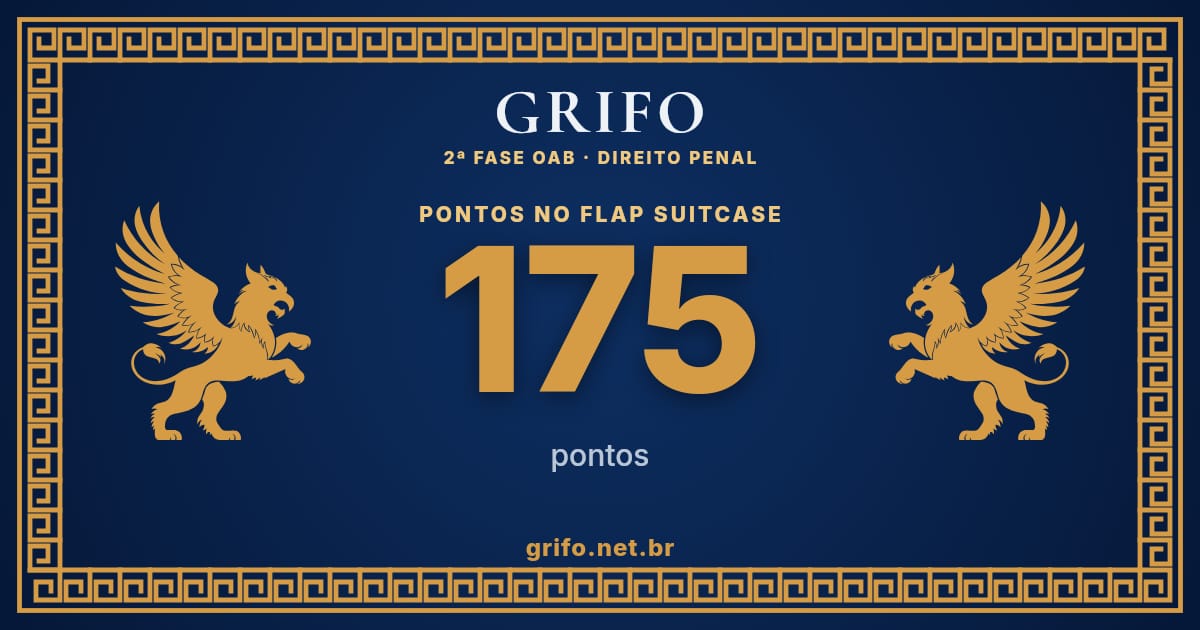 GRIFO
2ª FASE OAB · DIREITO PENAL
PONTOS NO FLAP SUITCASE
175
pontos
grifo.net.br